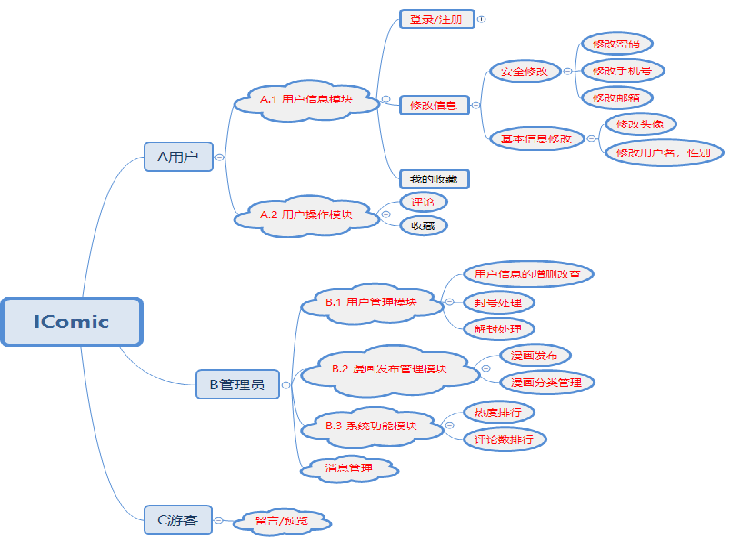 IComic
A用户
A.1 用户信息模块
登录/注册
修改信息
安全修改
修改密码
修改手机号
修改邮箱
基本信息修改
修改头像
修改用户名、性别
我的收藏
A.2 用户操作模块
评论
收藏
B管理员
B.1 用户管理模块
用户信息的增删改查
封号处理
解封处理
B.2 漫画发布管理模块
漫画发布
漫画分类管理
B.3 系统功能模块
热度排行
评论数排行
消息管理
C游客
留言/预览